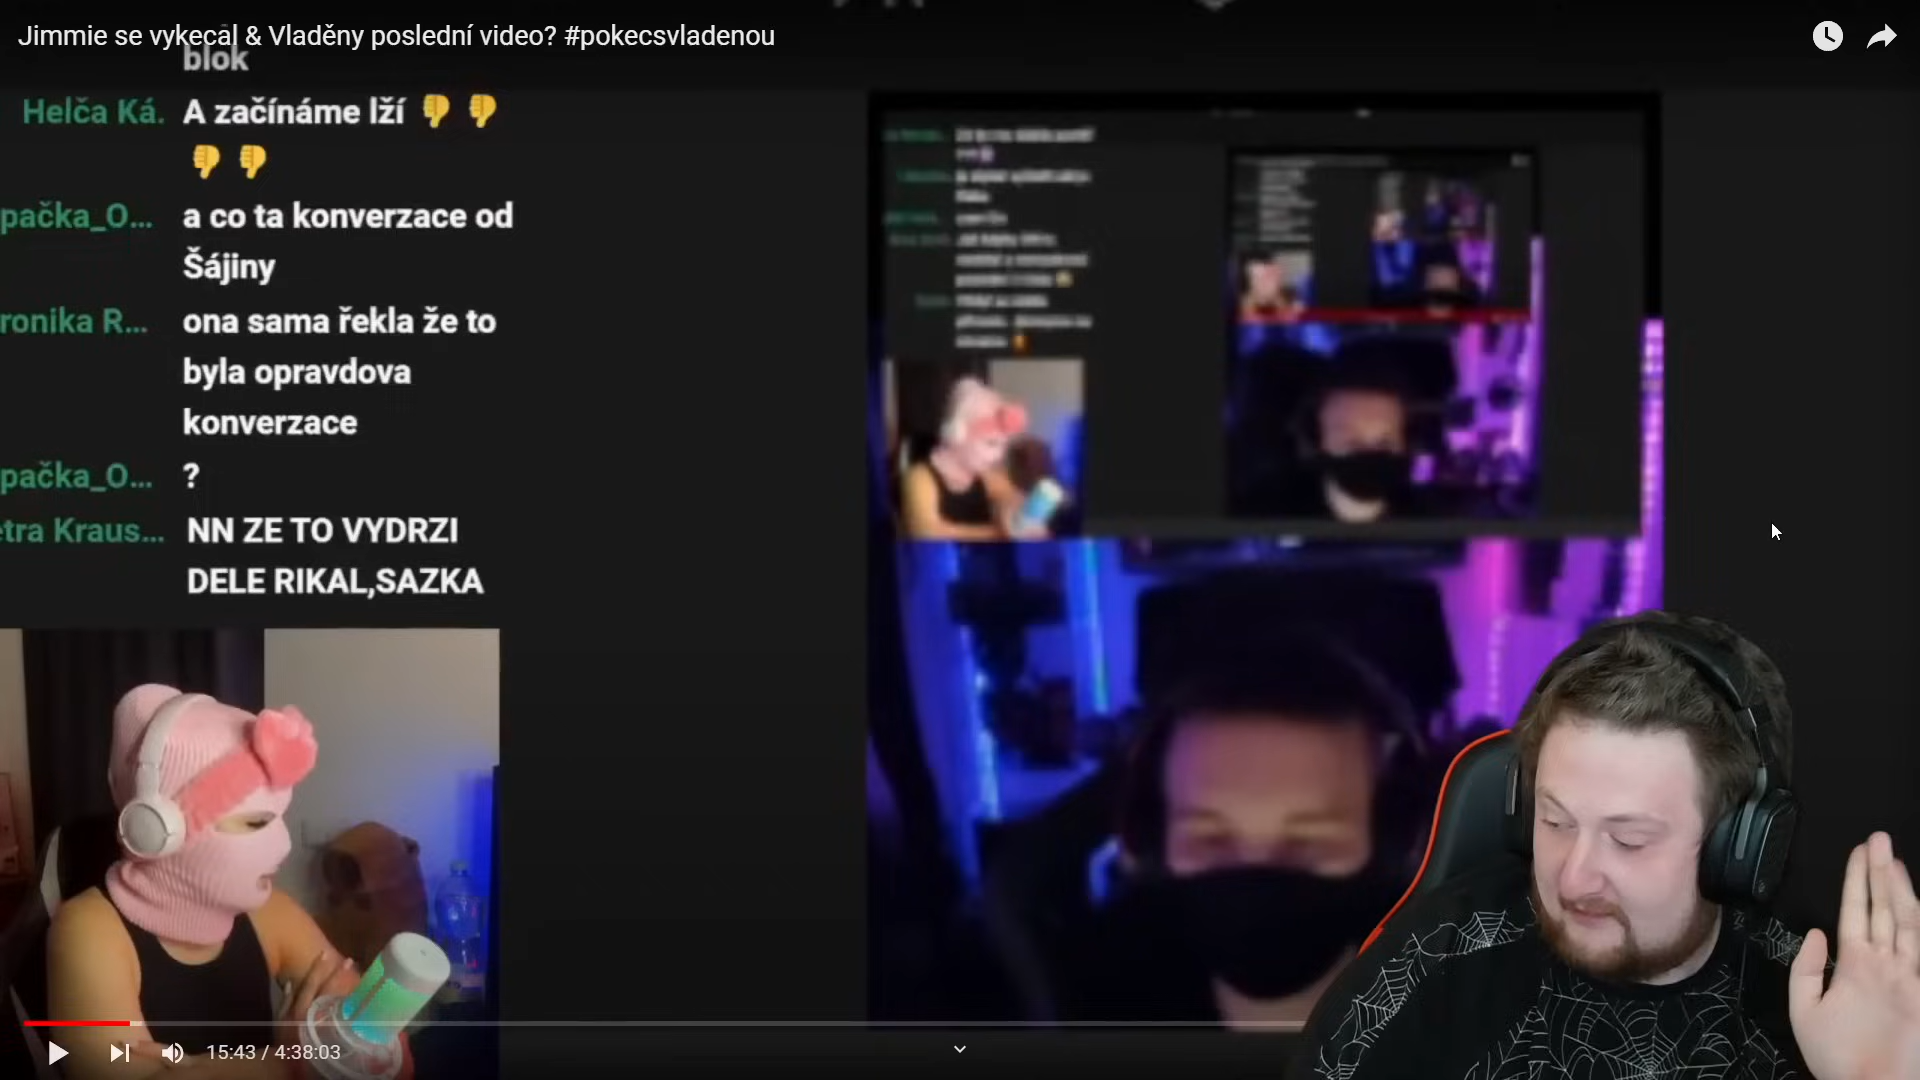 Jimmie se vykecal & Vladěny poslední video? #pokecsvladenou
blok
Helča Ká. A začínáme lží 👎 👎
👎 👎
pačka_O... a co ta konverzace od
Šájiny
ronika R... ona sama řekla že to
byla opravdova
konverzace
pačka_O... ?
etra Kraus... NN ZE TO VYDRZI
DELE RIKAL,SAZKA
15:43 / 4:38:03